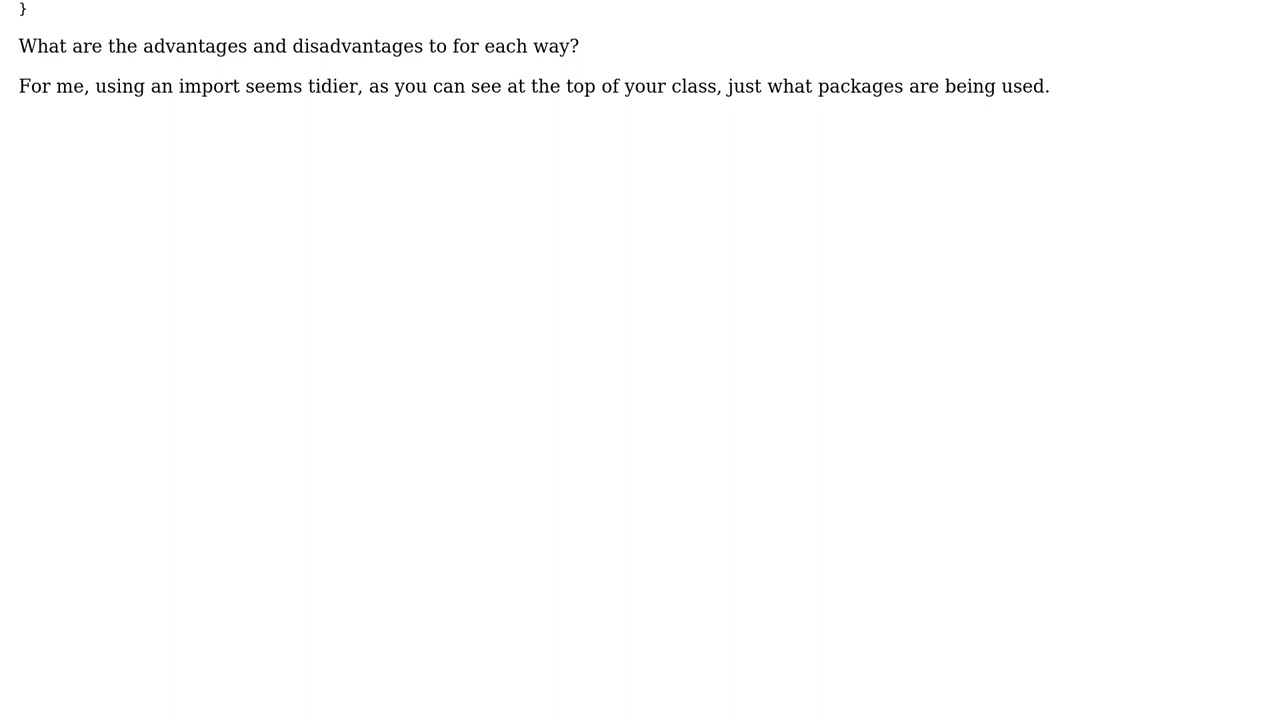 }
What are the advantages and disadvantages to for each way?
For me, using an import seems tidier, as you can see at the top of your class, just what packages are being used.